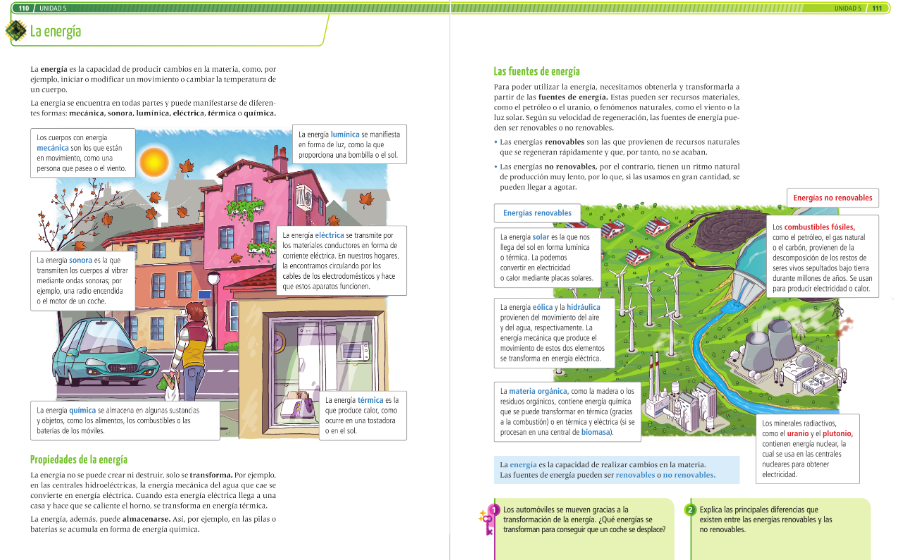 110 / UNIDAD 5
La energía
La energía es la capacidad de producir cambios en la materia, como, por
ejemplo, iniciar o modificar un movimiento o cambiar la temperatura de
un cuerpo.
La energía se encuentra en todas partes y puede manifestarse de diferen-
tes formas: mecánica, sonora, lumínica, eléctrica, térmica o química.
Los cuerpos con energía
mecánica son los que están
en movimiento, como una
persona que pasea o el viento.
La energía lumínica se manifiesta
en forma de luz, como la que
proporciona una bombilla o el sol.
La energía eléctrica se transmite por
los materiales conductores en forma de
corriente eléctrica. En nuestros hogares,
la encontramos circulando por los
cables de los electrodomésticos y hace
que estos aparatos funcionen.
La energía sonora es la que
transmiten los cuerpos al vibrar
mediante ondas sonoras; por
ejemplo, una radio encendida
o el motor de un coche.
La energía química se almacena en algunas sustancias
y objetos, como los alimentos, los combustibles o las
baterías de los móviles.
La energía térmica es la
que produce calor, como
ocurre en una tostadora
o en el sol.
Propiedades de la energía
La energía no se puede crear ni destruir, solo se transforma. Por ejemplo,
en las centrales hidroeléctricas, la energía mecánica del agua que cae se
convierte en energía eléctrica. Cuando esta energía eléctrica llega a una
casa y hace que se caliente el horno, se transforma en energía térmica.
La energía, además, puede almacenarse. Así, por ejemplo, en las pilas o
baterías se acumula en forma de energía química.
UNIDAD 5 / 111
Las fuentes de energía
Para poder utilizar la energía, necesitamos obtenerla y transformarla a
partir de las fuentes de energía. Estas pueden ser recursos materiales,
como el petróleo o el uranio, o fenómenos naturales, como el viento o la
luz solar. Según su velocidad de regeneración, las fuentes de energía pue-
den ser renovables o no renovables.
• Las energías renovables son las que provienen de recursos naturales
que se regeneran rápidamente y que, por tanto, no se acaban.
• Las energías no renovables, por el contrario, tienen un ritmo natural
de producción muy lento, por lo que, si las usamos en gran cantidad, se
pueden llegar a agotar.
Energías renovables
Energías no renovables
La energía solar es la que nos
llega del sol en forma lumínica
o térmica. La podemos
convertir en electricidad
o calor mediante placas solares.
Los combustibles fósiles,
como el petróleo, el gas natural
o el carbón, provienen de la
descomposición de los restos de
seres vivos sepultados bajo tierra
durante millones de años. Se usan
para producir electricidad o calor.
La energía eólica y la hidráulica
provienen del movimiento del aire
y del agua, respectivamente. La
energía mecánica que produce el
movimiento de estos dos elementos
se transforma en energía eléctrica.
La materia orgánica, como la madera o los
residuos orgánicos, contiene energía química
que se puede transformar en térmica (gracias
a la combustión) o en térmica y eléctrica (si se
procesan en una central de biomasa).
Los minerales radiactivos,
como el uranio y el plutonio,
contienen energía nuclear, la
cual se usa en las centrales
nucleares para obtener
electricidad.
La energía es la capacidad de realizar cambios en la materia.
Las fuentes de energía pueden ser renovables o no renovables.
1 Los automóviles se mueven gracias a la
transformación de la energía. ¿Qué energías se
transforman para conseguir que un coche se desplace?
2 Explica las principales diferencias que
existen entre las energías renovables y las
no renovables.